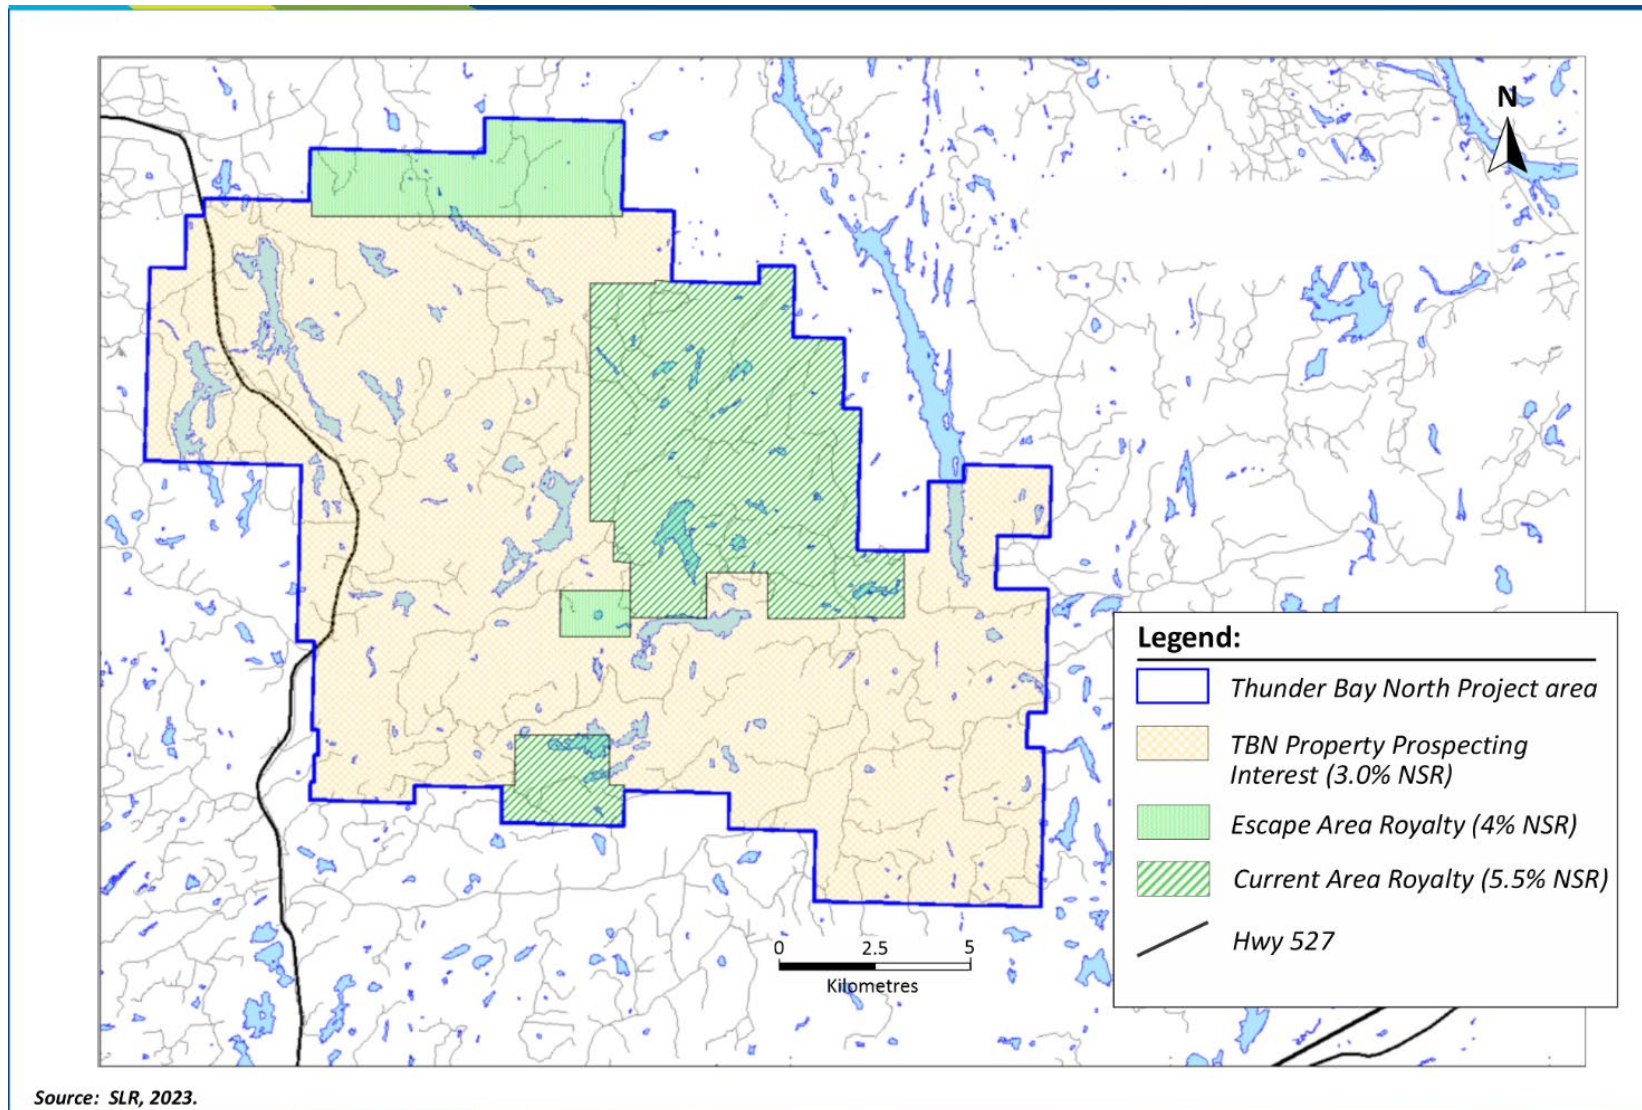 N
Legend:
Thunder Bay North Project area
TBN Property Prospecting
Interest (3.0% NSR)
Escape Area Royalty (4% NSR)
Current Area Royalty (5.5% NSR)
Hwy 527
0 2.5 5
Kilometres
Source: SLR, 2023.